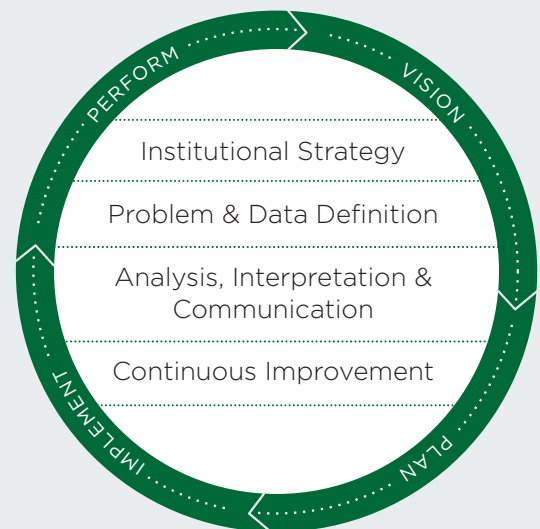 PERFORM
VISION
Institutional Strategy
Problem & Data Definition
Analysis, Interpretation &
Communication
Continuous Improvement
IMPLEMENT
PLAN